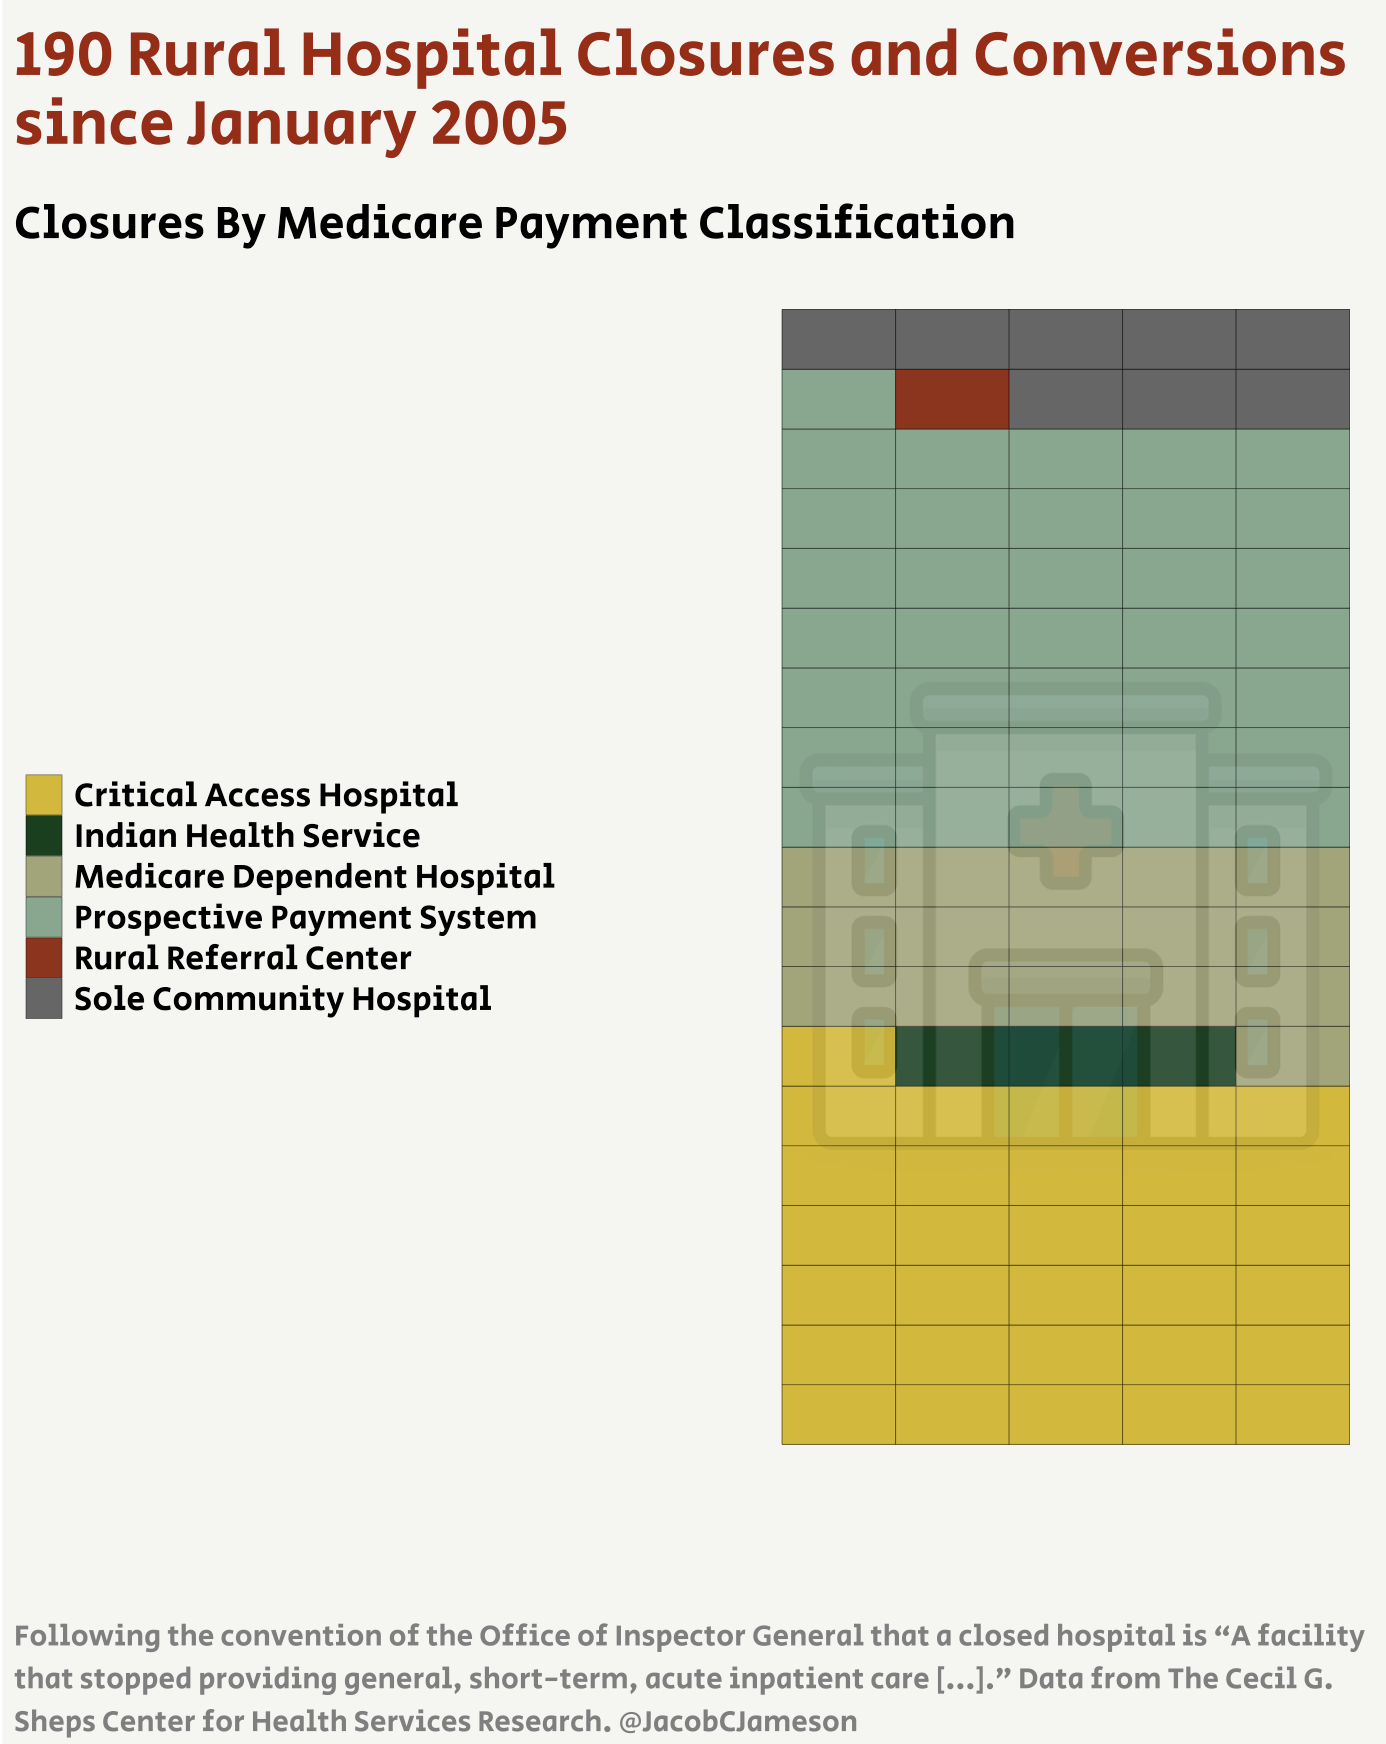 190 Rural Hospital Closures and Conversions
since January 2005
Closures By Medicare Payment Classification
Critical Access Hospital
Indian Health Service
Medicare Dependent Hospital
Prospective Payment System
Rural Referral Center
Sole Community Hospital
Following the convention of the Office of Inspector General that a closed hospital is “A facility
that stopped providing general, short-term, acute inpatient care [...].” Data from The Cecil G.
Sheps Center for Health Services Research. @JacobCJameson